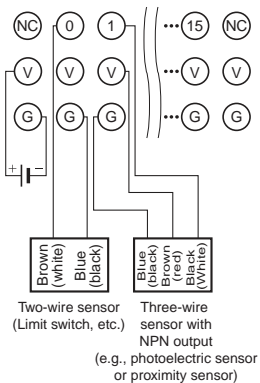 NC 0 1 ••• 15 NC
V V V ••• V V
G G G ••• G G
+ −
Brown
(white)
Blue
(black)
Blue
(black)
Brown
(red)
Black
(White)
Two-wire sensor
(Limit switch, etc.)
Three-wire
sensor with
NPN output
(e.g., photoelectric sensor
or proximity sensor)